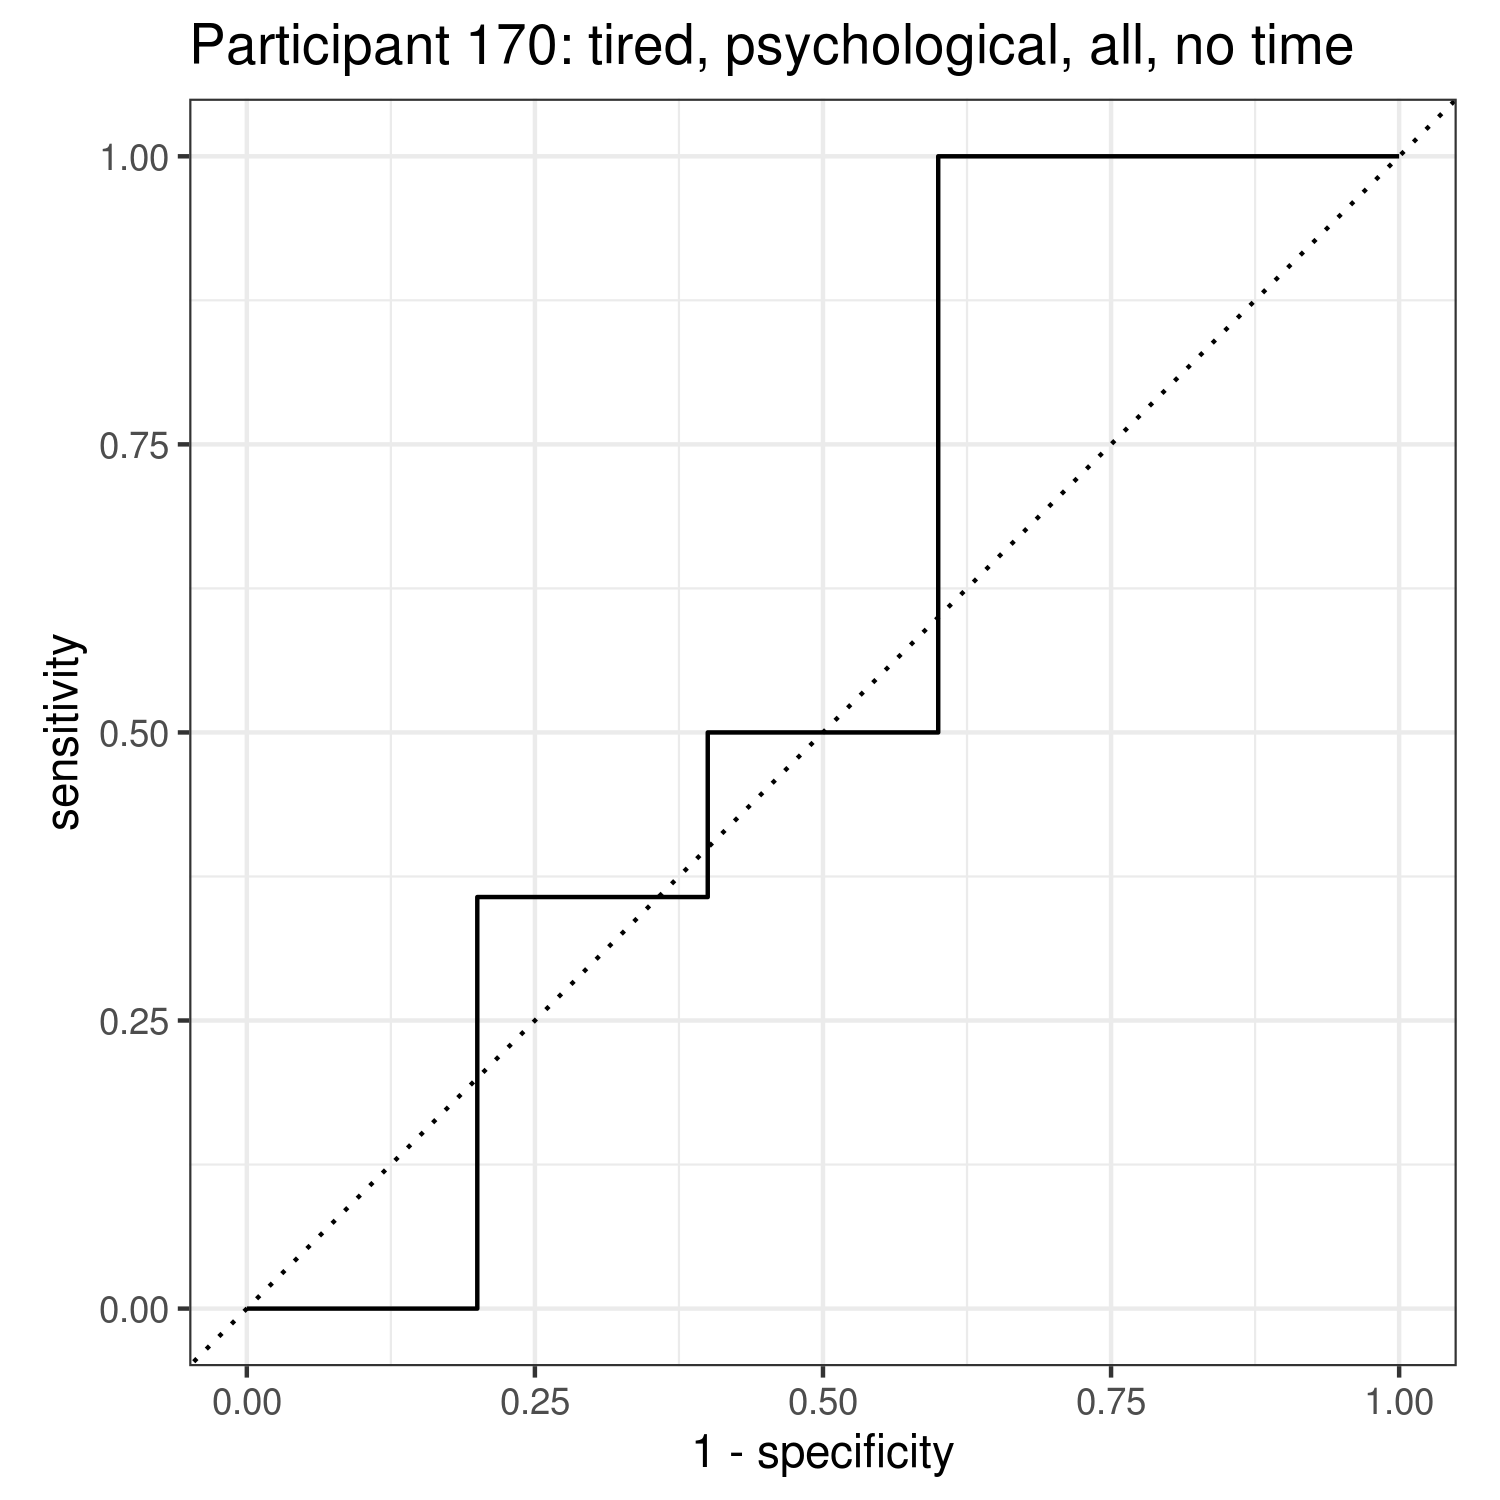 Participant 170: tired, psychological, all, no time
1.00
0.75
0.50
0.25
0.00
sensitivity
0.00 0.25 0.50 0.75 1.00
1 - specificity